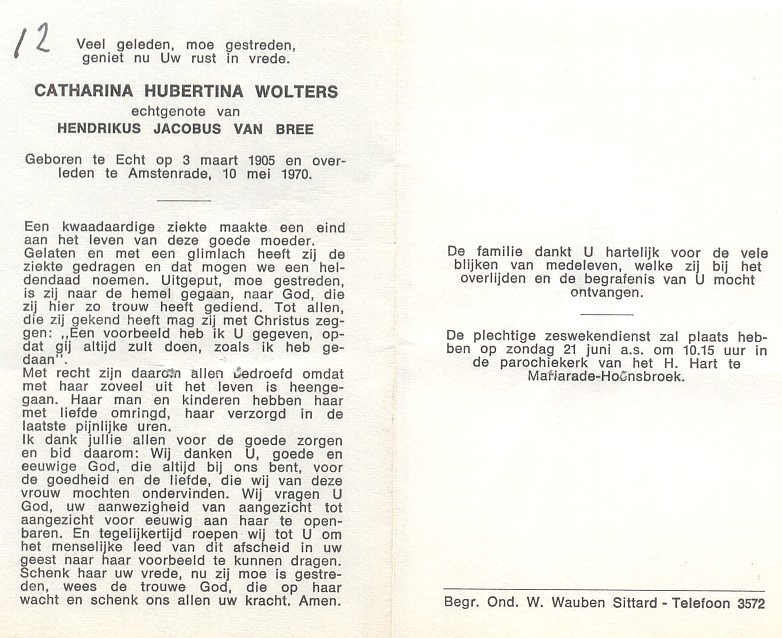 12
Veel geleden, moe gestreden,
geniet nu Uw rust in vrede.
CATHARINA HUBERTINA WOLTERS
echtgenote van
HENDRIKUS JACOBUS VAN BREE
Geboren te Echt op 3 maart 1905 en over-
leden te Amstenrade, 10 mei 1970.
Een kwaadaardige ziekte maakte een eind
aan het leven van deze goede moeder.
Gelaten en met een glimlach heeft zij de
ziekte gedragen en dat mogen we een hel-
dendaad noemen. Uitgeput, moe gestreden,
is zij naar de hemel gegaan, naar God, die
zij hier zo trouw heeft gediend. Tot allen,
die zij gekend heeft mag zij met Christus zeg-
gen: ,,Een voorbeeld heb ik U gegeven, op-
dat gij altijd zult doen, zoals ik heb ge-
daan".
Met recht zijn daarom allen bedroefd omdat
met haar zoveel uit het leven is heenge-
gaan. Haar man en kinderen hebben haar
met liefde omringd, haar verzorgd in de
laatste pijnlijke uren.
Ik dank jullie allen voor de goede zorgen
en bid daarom: Wij danken U, goede en
eeuwige God, die altijd bij ons bent, voor
de goedheid en de liefde, die wij van deze
vrouw mochten ondervinden. Wij vragen U
God, uw aanwezigheid van aangezicht tot
aangezicht voor eeuwig aan haar te open-
baren. En tegelijkertijd roepen wij tot U om
het menselijke leed van dit afscheid in uw
geest naar haar voorbeeld te kunnen dragen.
Schenk haar uw vrede, nu zij moe is gestre-
den, wees de trouwe God, die op haar
wacht en schenk ons allen uw kracht. Amen.
De familie dankt U hartelijk voor de vele
blijken van medeleven, welke zij bij het
overlijden en de begrafenis van U mocht
ontvangen.
De plechtige zeswekendienst zal plaats heb-
ben op zondag 21 juni a.s. om 10.15 uur in
de parochiekerk van het H. Hart te
Mariarade-Hoensbroek.
Begr. Ond. W. Wauben Sittard - Telefoon 3572